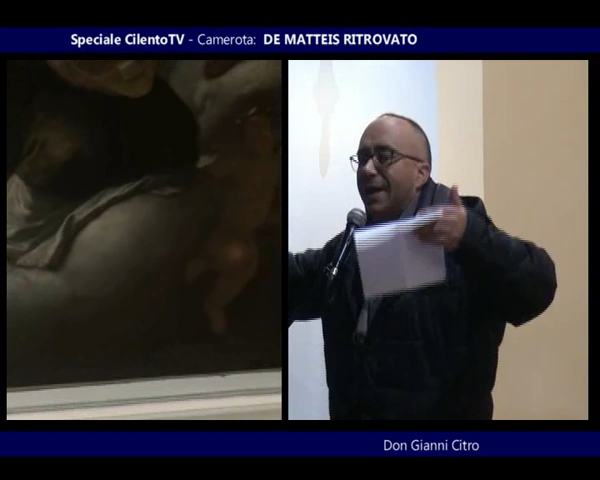 Speciale CilentoTV - Camerota: DE MATTEIS RITROVATO
Don Gianni Citro